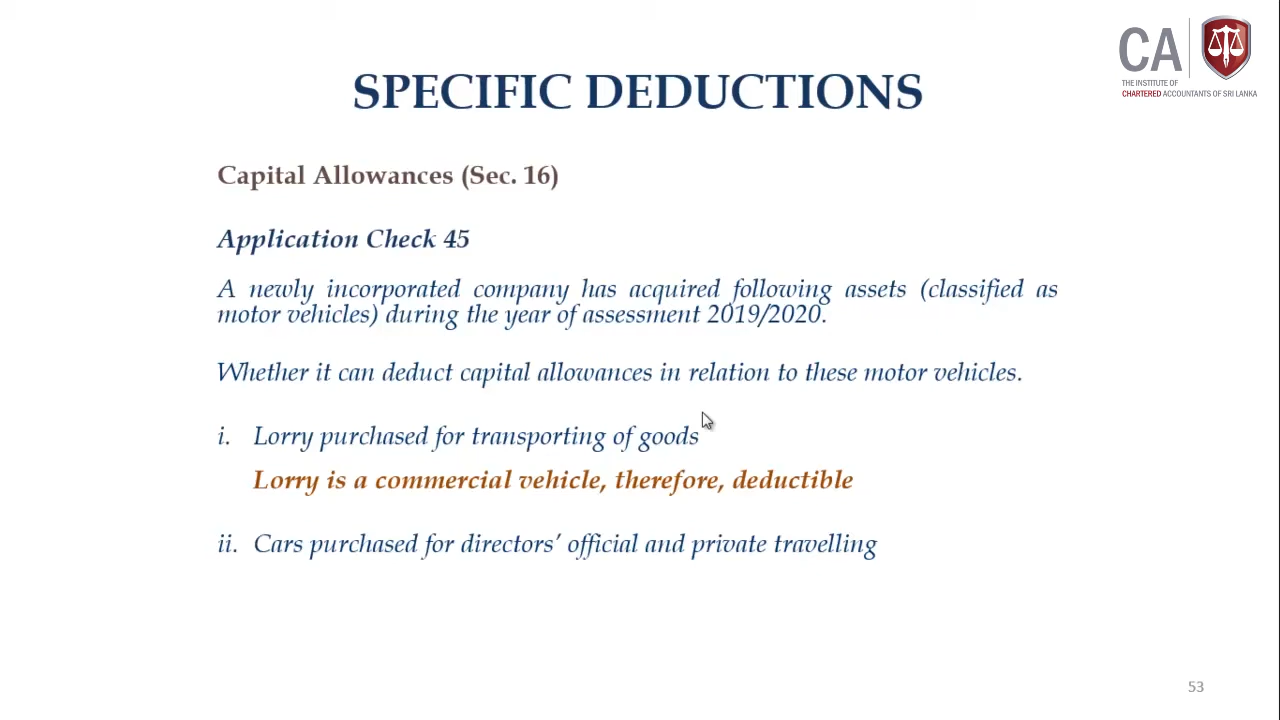 CA
THE INSTITUTE OF
CHARTERED ACCOUNTANTS OF SRI LANKA
SPECIFIC DEDUCTIONS
Capital Allowances (Sec. 16)
Application Check 45
A newly incorporated company has acquired following assets (classified as
motor vehicles) during the year of assessment 2019/2020.
Whether it can deduct capital allowances in relation to these motor vehicles.
i. Lorry purchased for transporting of goods
Lorry is a commercial vehicle, therefore, deductible
ii. Cars purchased for directors’ official and private travelling
53